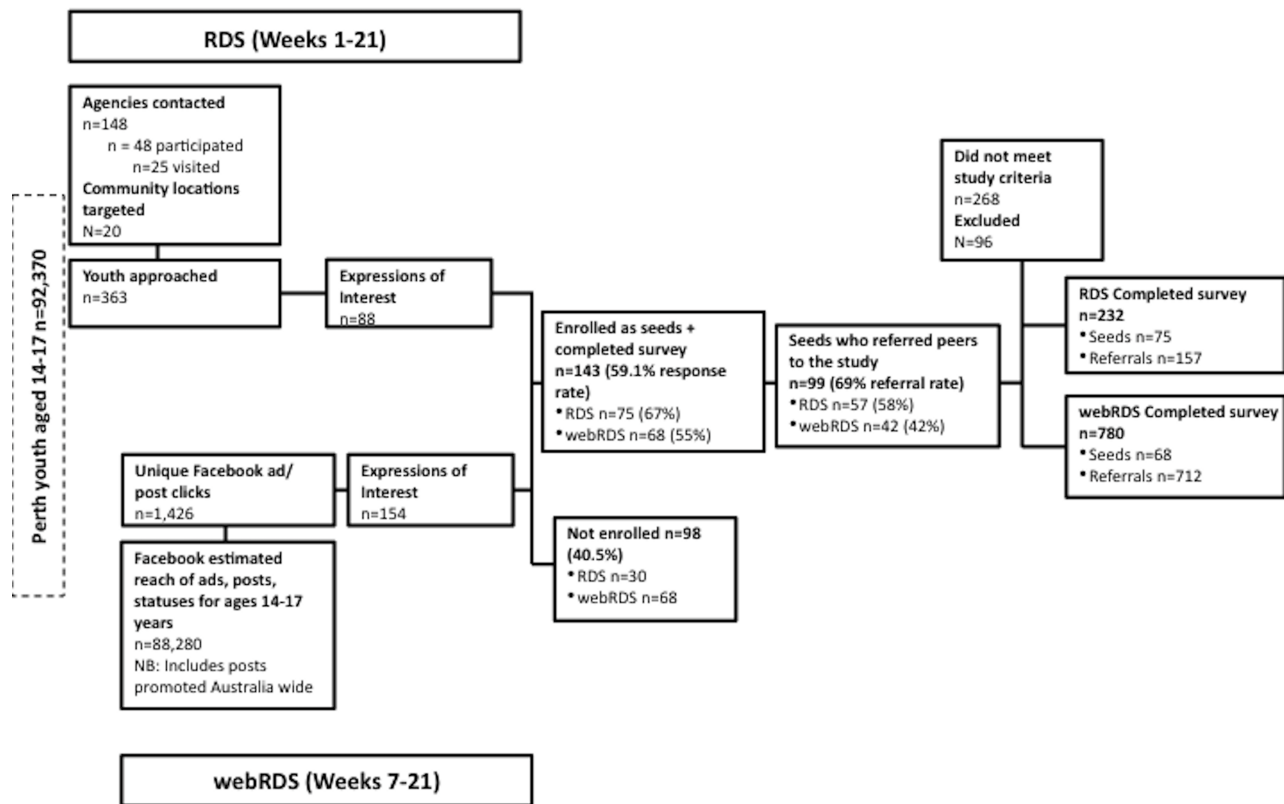 RDS (Weeks 1-21)
Agencies contacted
n=148
n = 48 participated
n=25 visited
Community locations
targeted
N=20
Youth approached
n=363
Expressions of
Interest
n=88
Perth youth aged 14-17 n=92,370
Unique Facebook ad/
post clicks
n=1,426
Expressions of
Interest
n=154
Facebook estimated
reach of ads, posts,
statuses for ages 14-17
years
n=88,280
NB: Includes posts
promoted Australia wide
Enrolled as seeds +
completed survey
n=143 (59.1% response
rate)
• RDS n=75 (67%)
• webRDS n=68 (55%)
Not enrolled n=98
(40.5%)
• RDS n=30
• webRDS n=68
Seeds who referred peers
to the study
n=99 (69% referral rate)
• RDS n=57 (58%)
• webRDS n=42 (42%)
Did not meet
study criteria
n=268
Excluded
N=96
RDS Completed survey
n=232
• Seeds n=75
• Referrals n=157
webRDS Completed survey
n=780
• Seeds n=68
• Referrals n=712
webRDS (Weeks 7-21)